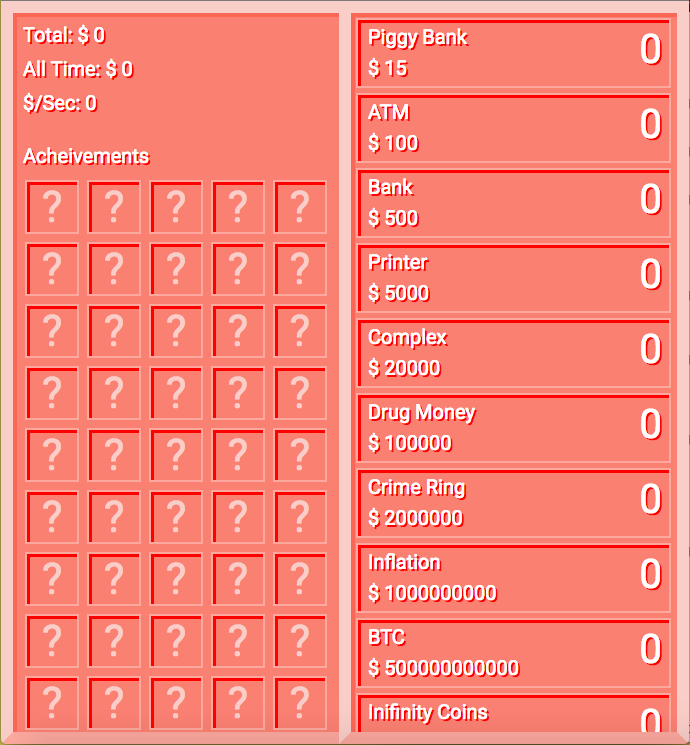 Total: $ 0
All Time: $ 0
$/Sec: 0
Acheivements
? ? ? ? ?
? ? ? ? ?
? ? ? ? ?
? ? ? ? ?
? ? ? ? ?
? ? ? ? ?
? ? ? ? ?
? ? ? ? ?
? ? ? ? ?
Piggy Bank
0
$ 15
ATM
0
$ 100
Bank
0
$ 500
Printer
0
$ 5000
Complex
0
$ 20000
Drug Money
0
$ 100000
Crime Ring
0
$ 2000000
Inflation
0
$ 1000000000
BTC
0
$ 500000000000
Inifinity Coins
0